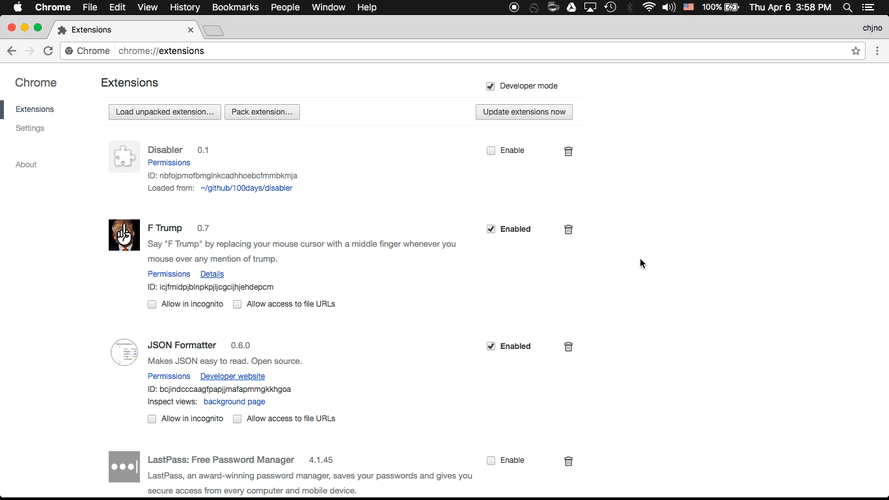 Chrome File Edit View History Bookmarks People Window Help 100% Thu Apr 6 3:58 PM
Extensions chjno
Chrome chrome://extensions
Chrome Extensions Developer mode
Extensions Load unpacked extension... Pack extension... Update extensions now
Settings
About
Disabler 0.1 Enable
Permissions
ID: nbfojpmofbmglnkcadhhoebcfmmbkmja
Loaded from: ~/github/100days/disabler
F Trump 0.7 Enabled
Say "F Trump" by replacing your mouse cursor with a middle finger whenever you
mouse over any mention of trump.
Permissions Details
ID: icjfmidpjblnpkpjljcgcijhjehdepcm
Allow in incognito Allow access to file URLs
JSON Formatter 0.6.0 Enabled
Makes JSON easy to read. Open source.
Permissions Developer website
ID: bcjindcccaagfpapjjmafapmmgkkhgoa
Inspect views: background page
Allow in incognito Allow access to file URLs
LastPass: Free Password Manager 4.1.45 Enable
LastPass, an award-winning password manager, saves your passwords and gives you
secure access from every computer and mobile device.